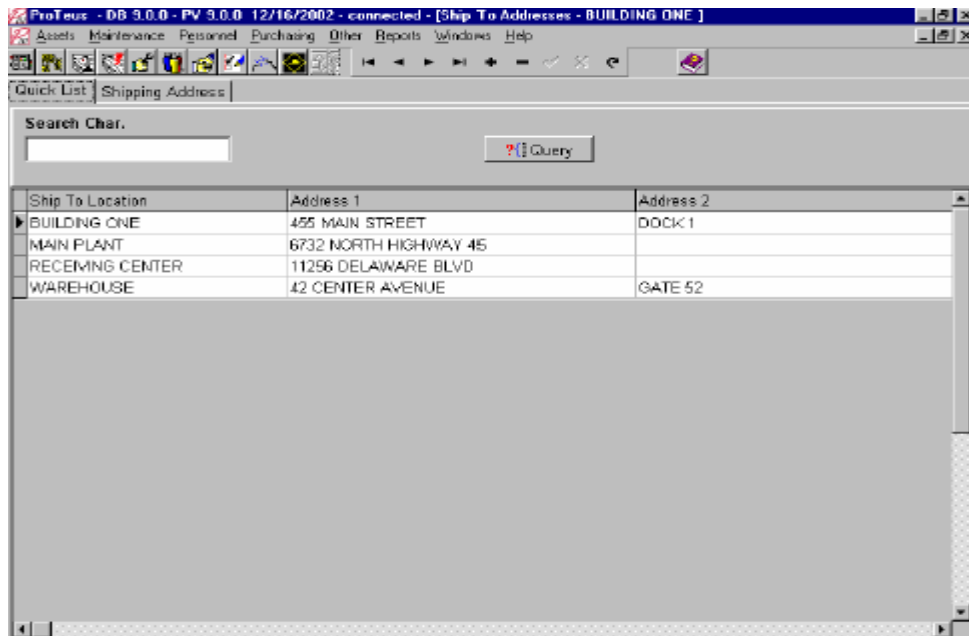 ProTeus - DB 9.0.0 - PV 9.0.0 12/16/2002 - connected - [Ship To Addresses - BUILDING ONE ]
Assets Maintenance Personnel Purchasing Other Reports Windows Help
Quick List Shipping Address
Search Char.
Query
Ship To Location Address 1 Address 2
BUILDING ONE 455 MAIN STREET DOCK 1
MAIN PLANT 6732 NORTH HIGHWAY 45
RECEIVING CENTER 11256 DELAWARE BLVD
WAREHOUSE 42 CENTER AVENUE GATE 52